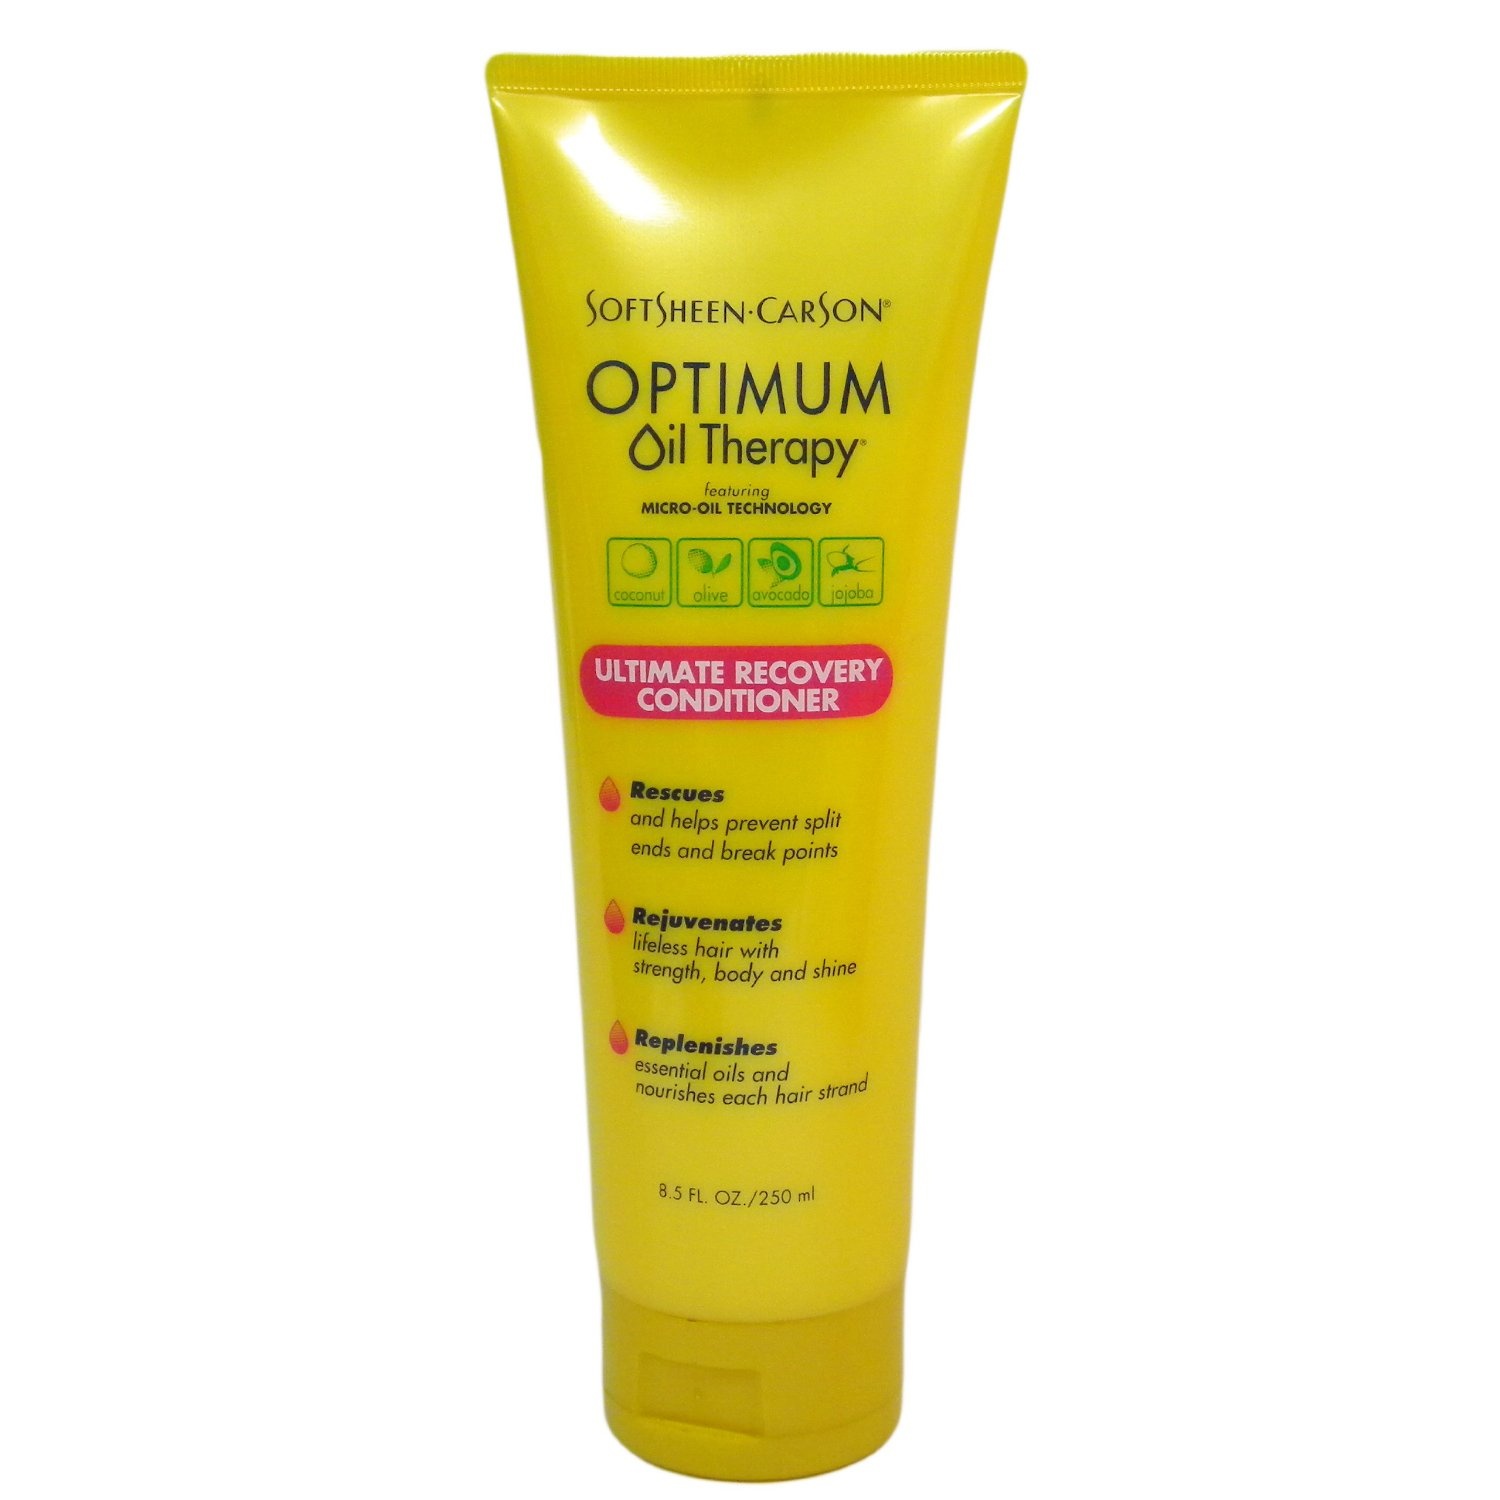 SOFTSHEEN·CARSON®
OPTIMUM
Oil Therapy®
featuring
MICRO-OIL TECHNOLOGY
coconut olive avocado jojoba
ULTIMATE RECOVERY
CONDITIONER
Rescues
and helps prevent split
ends and break points
Rejuvenates
lifeless hair with
strength, body and shine
Replenishes
essential oils and
nourishes each hair strand
8.5 FL. OZ./250 ml